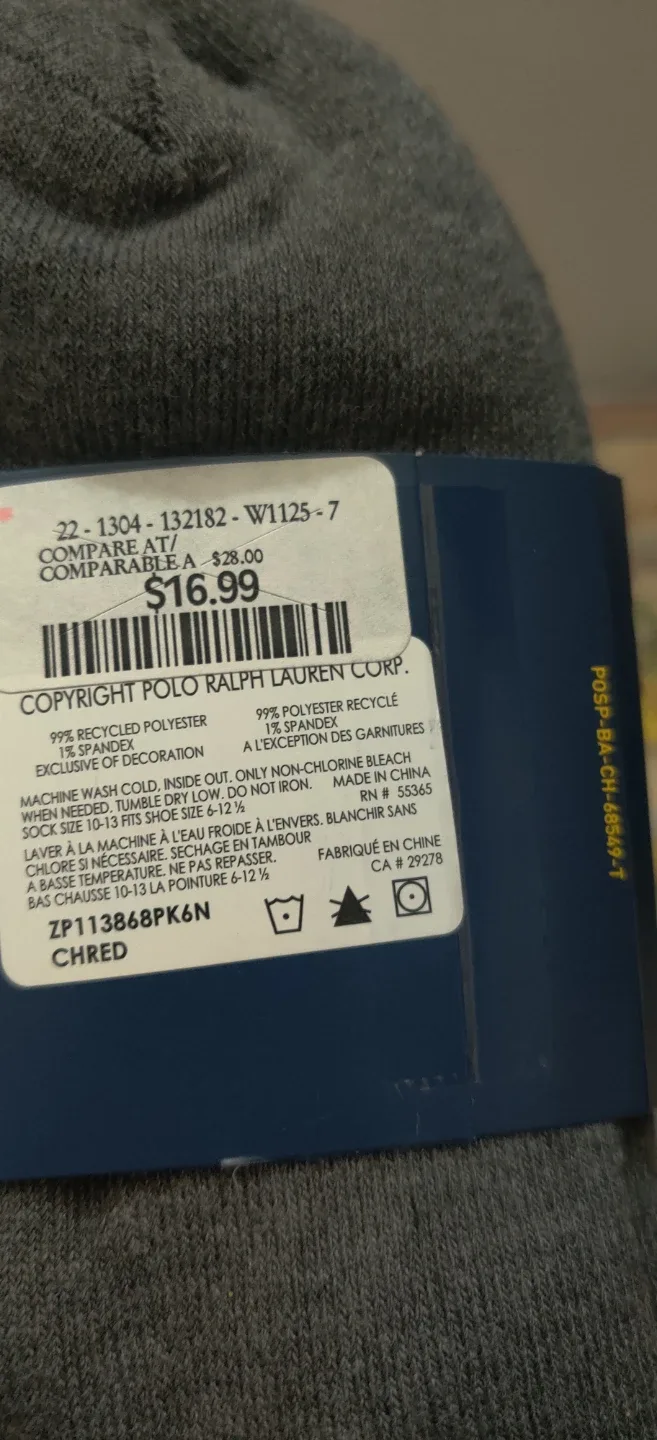 22 - 1304 - 132182 - W1125 - 7
COMPARE AT/
COMPARABLE A $28.00
$16.99
COPYRIGHT POLO RALPH LAUREN CORP.
99% RECYCLED POLYESTER
1% SPANDEX
EXCLUSIVE OF DECORATION
99% POLYESTER RECYCLÉ
1% SPANDEX
A L'EXCEPTION DES GARNITURES
MACHINE WASH COLD, INSIDE OUT. ONLY NON-CHLORINE BLEACH
WHEN NEEDED. TUMBLE DRY LOW. DO NOT IRON. MADE IN CHINA
SOCK SIZE 10-13 FITS SHOE SIZE 6-12 ½ RN # 55365
LAVER À LA MACHINE À L'EAU FROIDE À L'ENVERS. BLANCHIR SANS
CHLORE SI NÉCESSAIRE. SECHAGE EN TAMBOUR
A BASSE TEMPERATURE. NE PAS REPASSER. FABRIQUÉ EN CHINE
BAS CHAUSSE 10-13 LA POINTURE 6-12 ½ CA # 29278
ZP113868PK6N
CHRED
POSP-BA-CH-68549-T